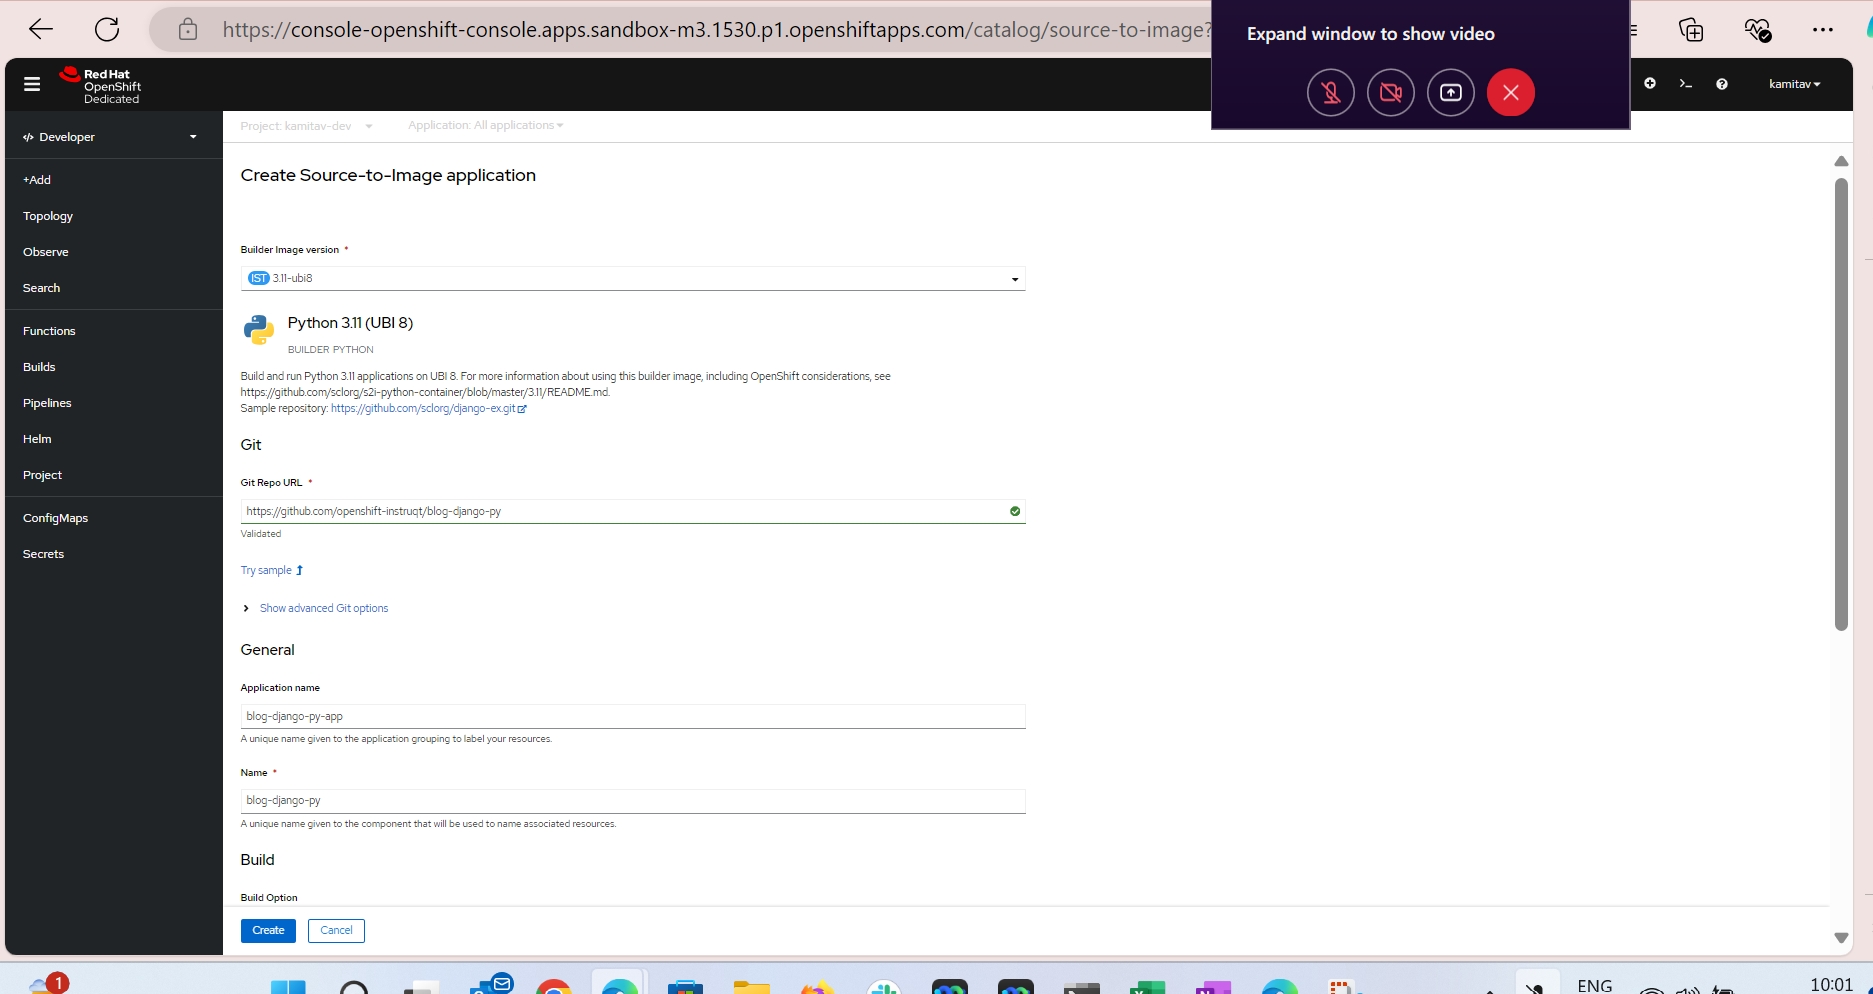 https://console-openshift-console.apps.sandbox-m3.1530.p1.openshiftapps.com/catalog/source-to-image?
Expand window to show video
Red Hat
OpenShift
Dedicated
kamitav
Developer
Project: kamitav-dev
Application: All applications
+Add
Topology
Observe
Search
Functions
Builds
Pipelines
Helm
Project
ConfigMaps
Secrets
Create Source-to-Image application
Builder Image version *
IST 3.11-ubi8
Python 3.11 (UBI 8)
BUILDER PYTHON
Build and run Python 3.11 applications on UBI 8. For more information about using this builder image, including OpenShift considerations, see
https://github.com/sclorg/s2i-python-container/blob/master/3.11/README.md.
Sample repository: https://github.com/sclorg/django-ex.git
Git
Git Repo URL *
https://github.com/openshift-instruqt/blog-django-py
Validated
Try sample
Show advanced Git options
General
Application name
blog-django-py-app
A unique name given to the application grouping to label your resources.
Name *
blog-django-py
A unique name given to the component that will be used to name associated resources.
Build
Build Option
Create
Cancel
1
ENG
10:01